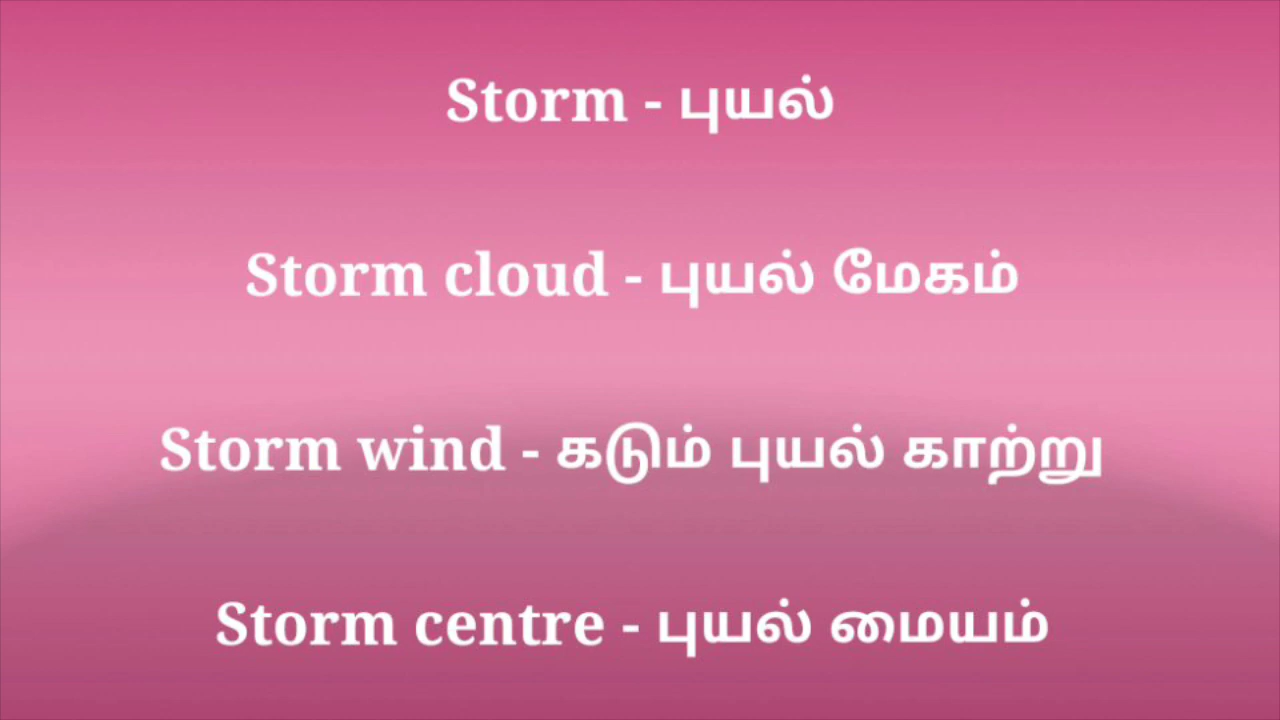 Storm - புயல்
Storm cloud - புயல் மேகம்
Storm wind - கடும் புயல் காற்று
Storm centre - புயல் மையம்